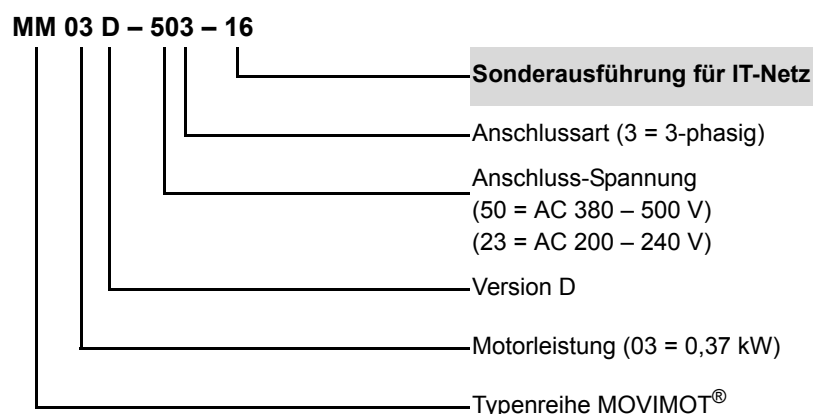 MM 03 D – 503 – 16
Sonderausführung für IT-Netz
Anschlussart (3 = 3-phasig)
Anschluss-Spannung
(50 = AC 380 – 500 V)
(23 = AC 200 – 240 V)
Version D
Motorleistung (03 = 0,37 kW)
Typenreihe MOVIMOT®